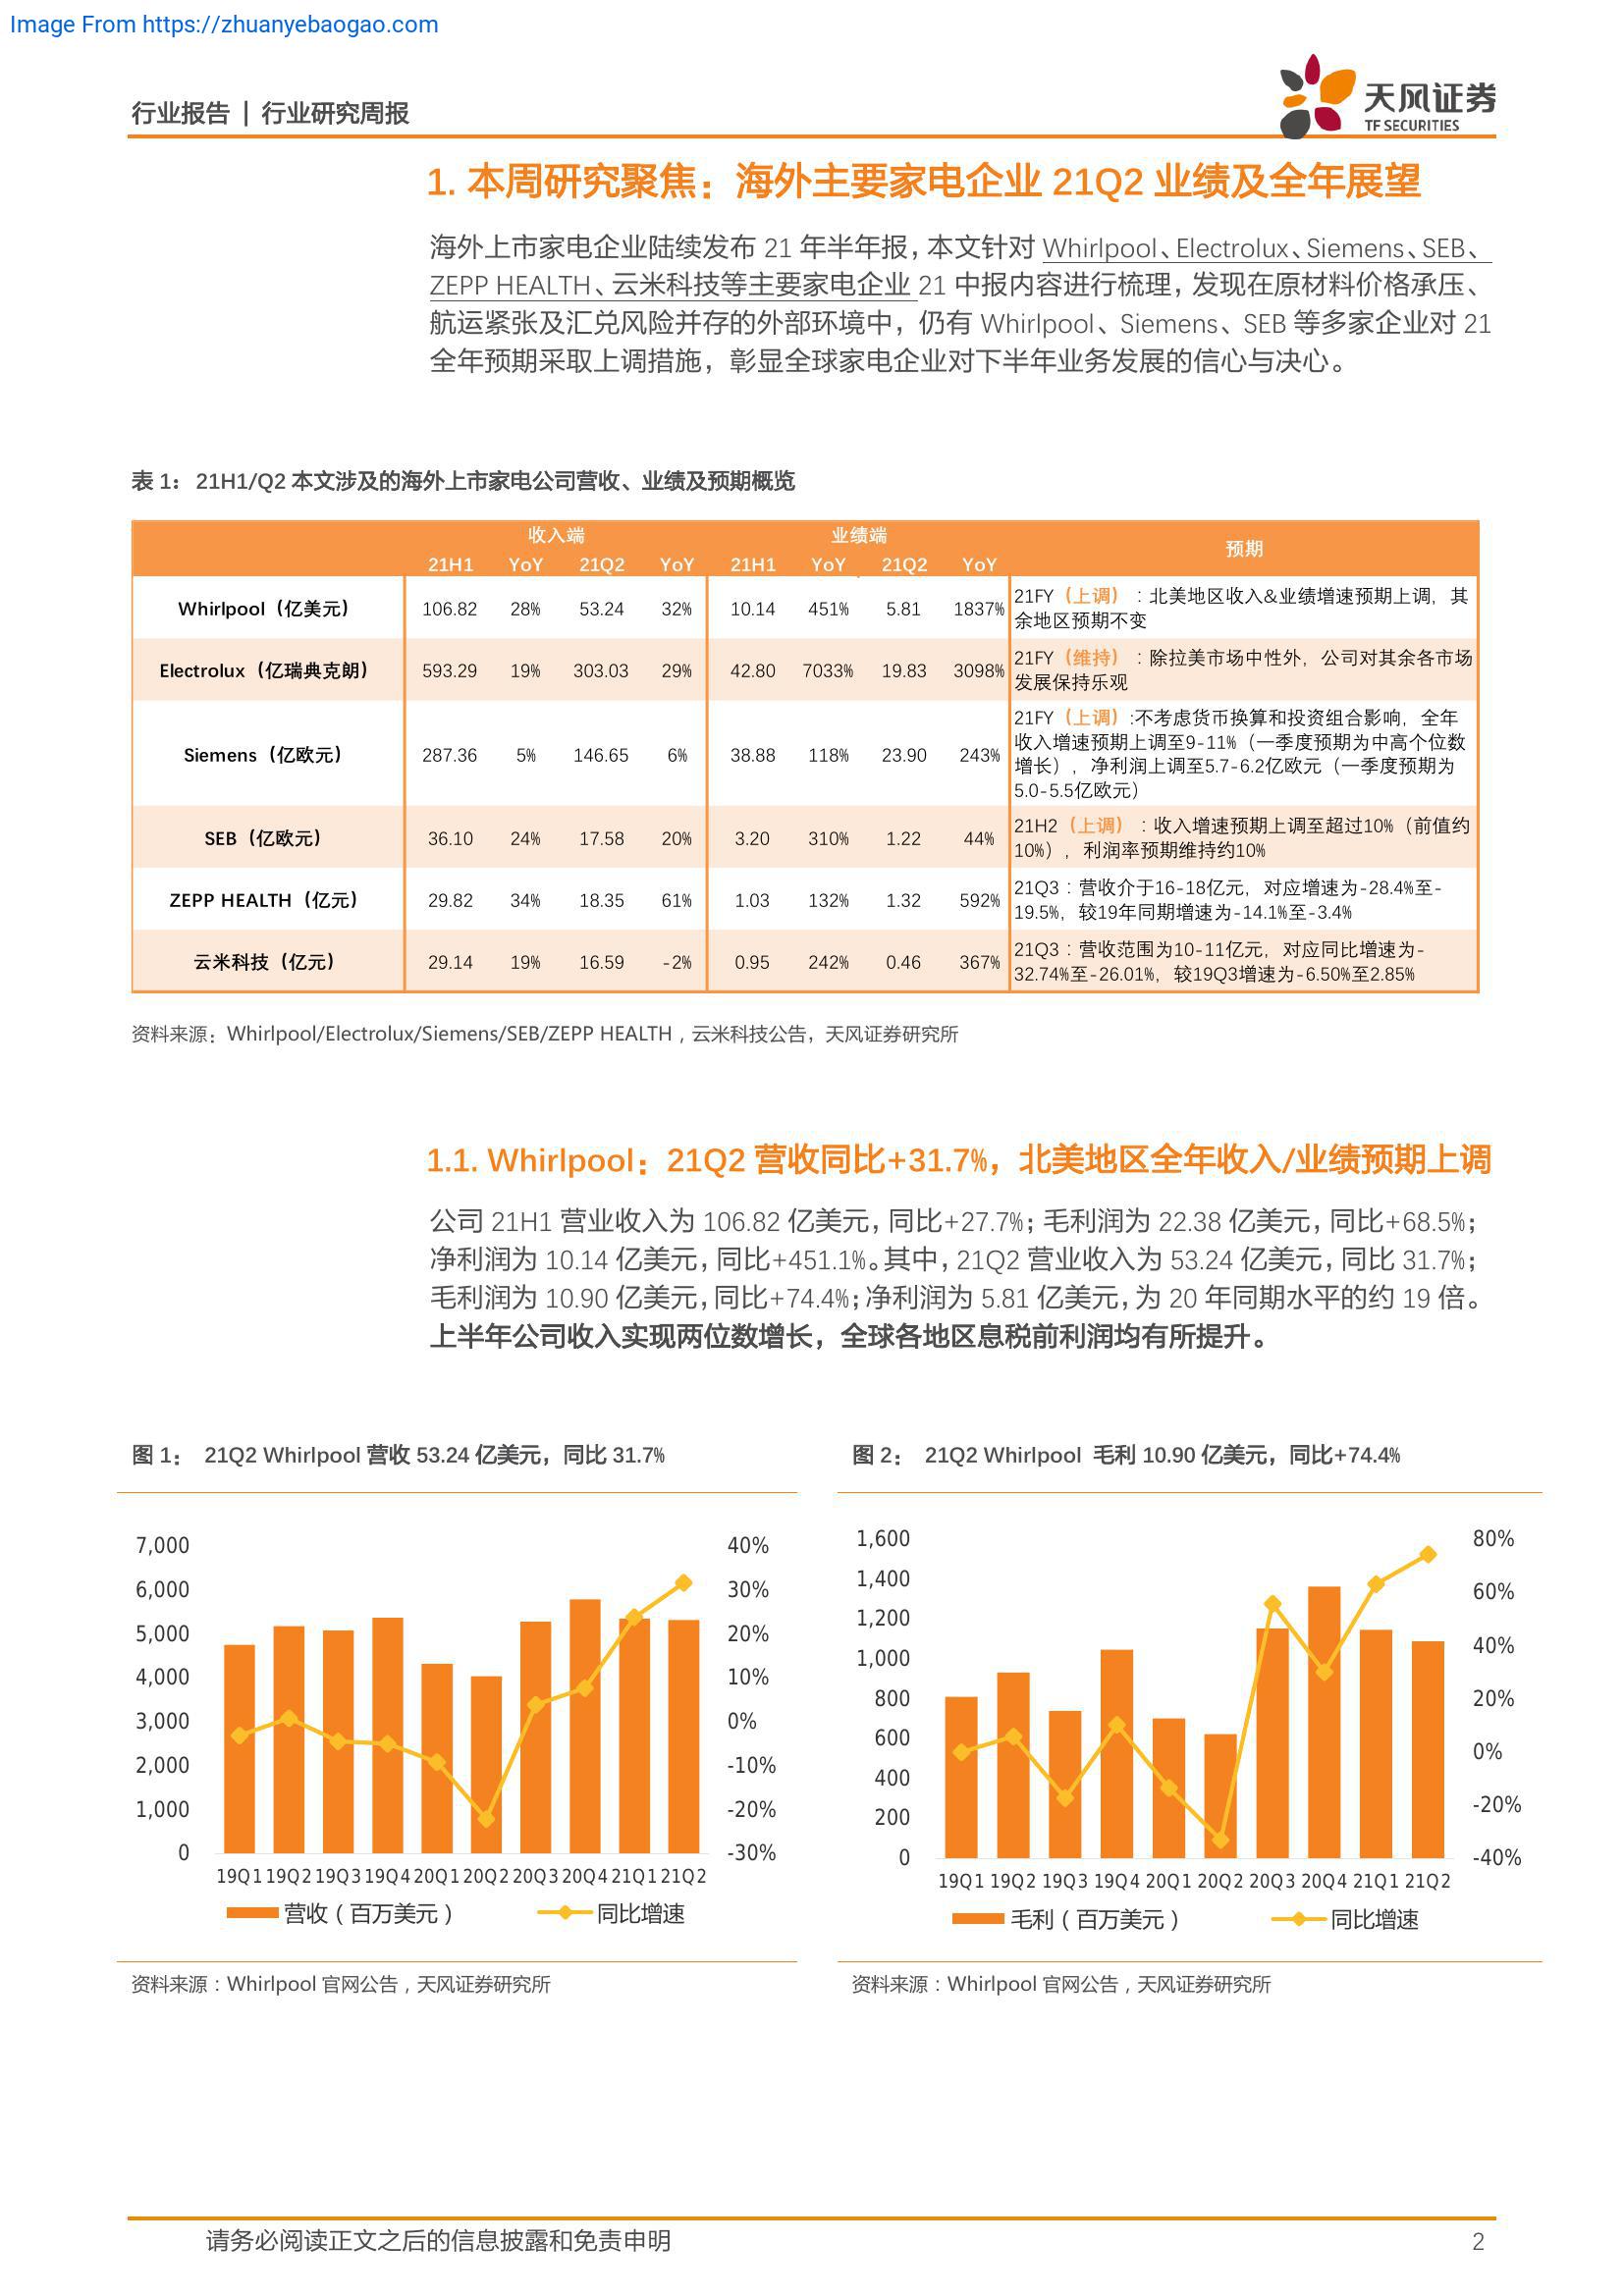 Image From https://zhuanyebaogao.com
行业报告 | 行业研究周报
天风证券
TF SECURITIES
1. 本周研究聚焦：海外主要家电企业 21Q2 业绩及全年展望
海外上市家电企业陆续发布 21 年半年报，本文针对 Whirlpool、Electrolux、Siemens、SEB、
ZEPP HEALTH、云米科技等主要家电企业 21 中报内容进行梳理，发现在原材料价格承压、
航运紧张及汇兑风险并存的外部环境中，仍有 Whirlpool、Siemens、SEB 等多家企业对 21
全年预期采取上调措施，彰显全球家电企业对下半年业务发展的信心与决心。
表 1：21H1/Q2 本文涉及的海外上市家电公司营收、业绩及预期概览
收入端 业绩端 预期
21H1 YoY 21Q2 YoY 21H1 YoY 21Q2 YoY
Whirlpool（亿美元） 106.82 28% 53.24 32% 10.14 451% 5.81 1837% 21FY（上调）：北美地区收入&业绩增速预期上调，其
余地区预期不变
Electrolux（亿瑞典克朗） 593.29 19% 303.03 29% 42.80 7033% 19.83 3098% 21FY（维持）：除拉美市场中性外，公司对其余各市场
发展保持乐观
Siemens（亿欧元） 287.36 5% 146.65 6% 38.88 118% 23.90 243% 21FY（上调）:不考虑货币换算和投资组合影响，全年
收入增速预期上调至9-11%（一季度预期为中高个位数
增长），净利润上调至5.7-6.2亿欧元（一季度预期为
5.0-5.5亿欧元）
SEB（亿欧元） 36.10 24% 17.58 20% 3.20 310% 1.22 44% 21H2（上调）：收入增速预期上调至超过10%（前值约
10%），利润率预期维持约10%
ZEPP HEALTH（亿元） 29.82 34% 18.35 61% 1.03 132% 1.32 592% 21Q3：营收介于16-18亿元，对应增速为-28.4%至-
19.5%，较19年同期增速为-14.1%至-3.4%
云米科技（亿元） 29.14 19% 16.59 -2% 0.95 242% 0.46 367% 21Q3：营收范围为10-11亿元，对应同比增速为-
32.74%至-26.01%，较19Q3增速为-6.50%至2.85%
资料来源：Whirlpool/Electrolux/Siemens/SEB/ZEPP HEALTH，云米科技公告，天风证券研究所
1.1. Whirlpool：21Q2 营收同比+31.7%，北美地区全年收入/业绩预期上调
公司 21H1 营业收入为 106.82 亿美元，同比+27.7%；毛利润为 22.38 亿美元，同比+68.5%；
净利润为 10.14 亿美元，同比+451.1%。其中，21Q2 营业收入为 53.24 亿美元，同比 31.7%；
毛利润为 10.90 亿美元，同比+74.4%；净利润为 5.81 亿美元，为 20 年同期水平的约 19 倍。
上半年公司收入实现两位数增长，全球各地区息税前利润均有所提升。
图 1： 21Q2 Whirlpool 营收 53.24 亿美元，同比 31.7%
7,000 40%
6,000 30%
5,000 20%
4,000 10%
3,000 0%
2,000 -10%
1,000 -20%
0 -30%
19Q1 19Q2 19Q3 19Q4 20Q1 20Q2 20Q3 20Q4 21Q1 21Q2
营收（百万美元） 同比增速
资料来源：Whirlpool 官网公告，天风证券研究所
图 2： 21Q2 Whirlpool 毛利 10.90 亿美元，同比+74.4%
1,600 80%
1,400
1,200 60%
1,000 40%
800 20%
600 0%
400
200 -20%
0 -40%
19Q1 19Q2 19Q3 19Q4 20Q1 20Q2 20Q3 20Q4 21Q1 21Q2
毛利（百万美元） 同比增速
资料来源：Whirlpool 官网公告，天风证券研究所
请务必阅读正文之后的信息披露和免责申明 2